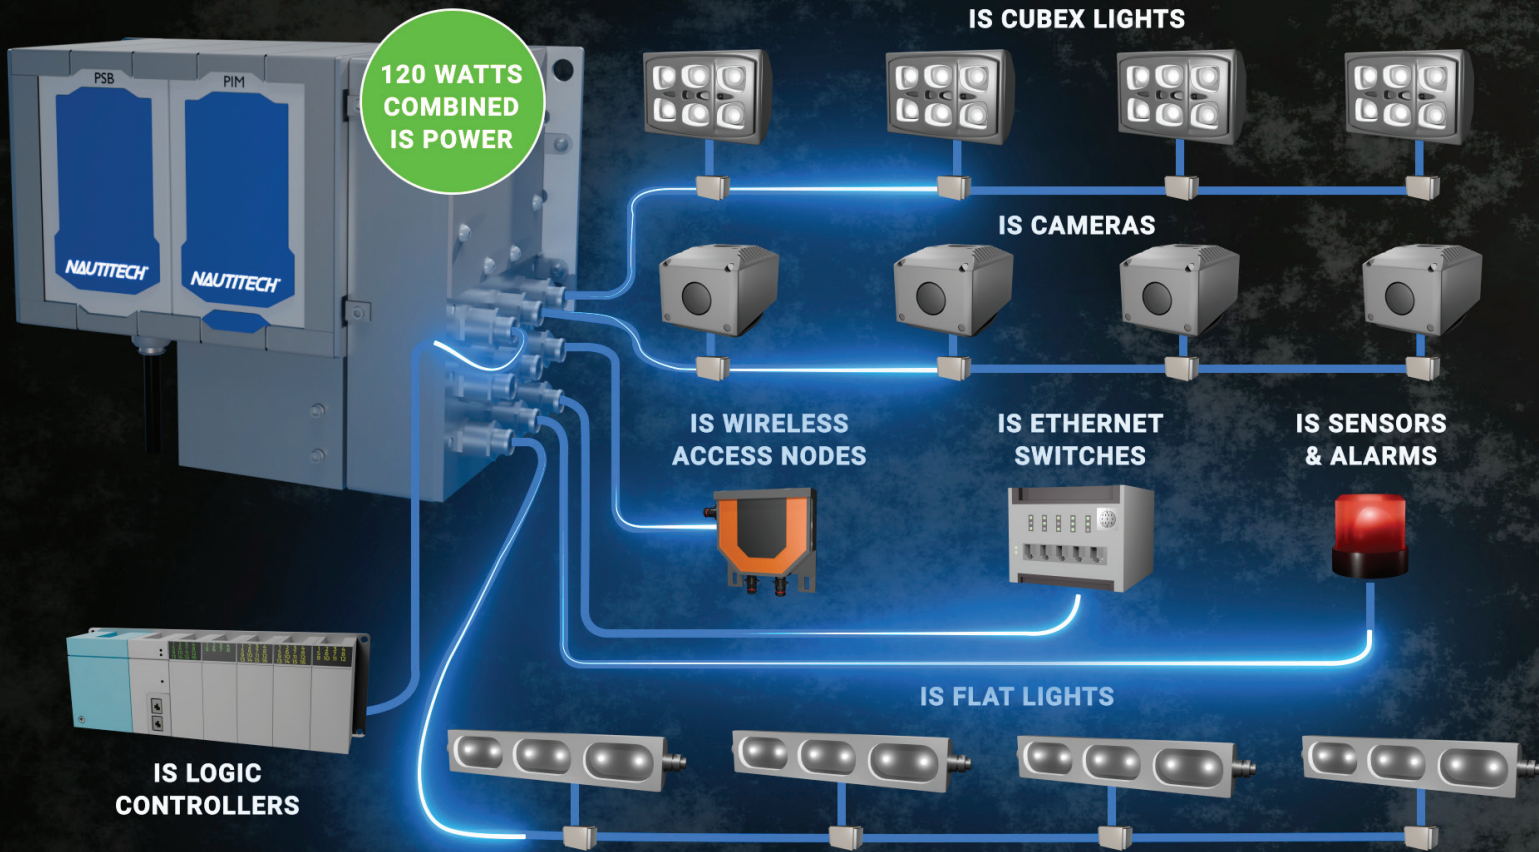 IS CUBEX LIGHTS
120 WATTS
COMBINED
IS POWER
PSB
PIM
NAUTITECH
NAUTITECH
IS CAMERAS
IS WIRELESS
ACCESS NODES
IS ETHERNET
SWITCHES
IS SENSORS
& ALARMS
IS FLAT LIGHTS
IS LOGIC
CONTROLLERS